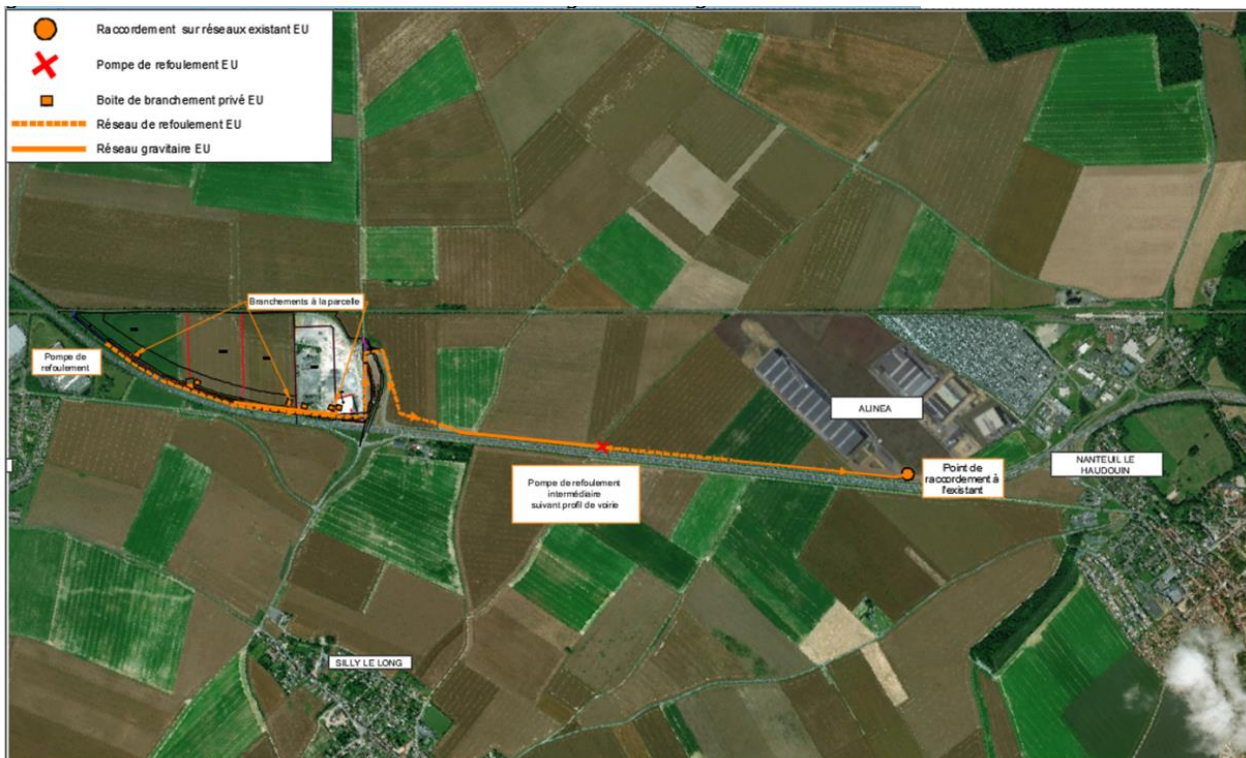 Raccordement sur réseaux existant EU
Pompe de refoulement EU
Boite de branchement privé EU
Réseau de refoulement EU
Réseau gravitaire EU
Branchements à la parcelle
Pompe de
refoulement
ALINEA
NANTEUIL LE
HAUDOUIN
Point de
raccordement à
l'existant
Pompe de refoulement
intermédiaire
suivant profil de voirie
SILLY LE LONG